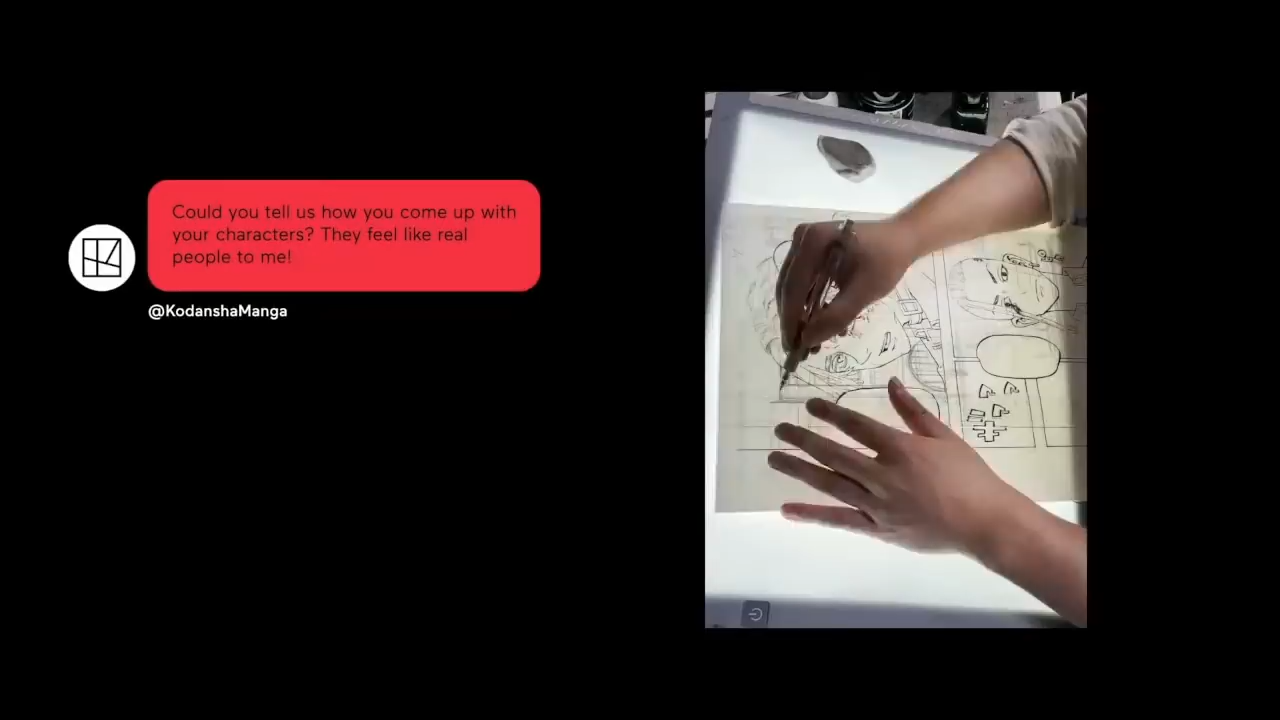 Could you tell us how you come up with
your characters? They feel like real
people to me!
@KodanshaManga